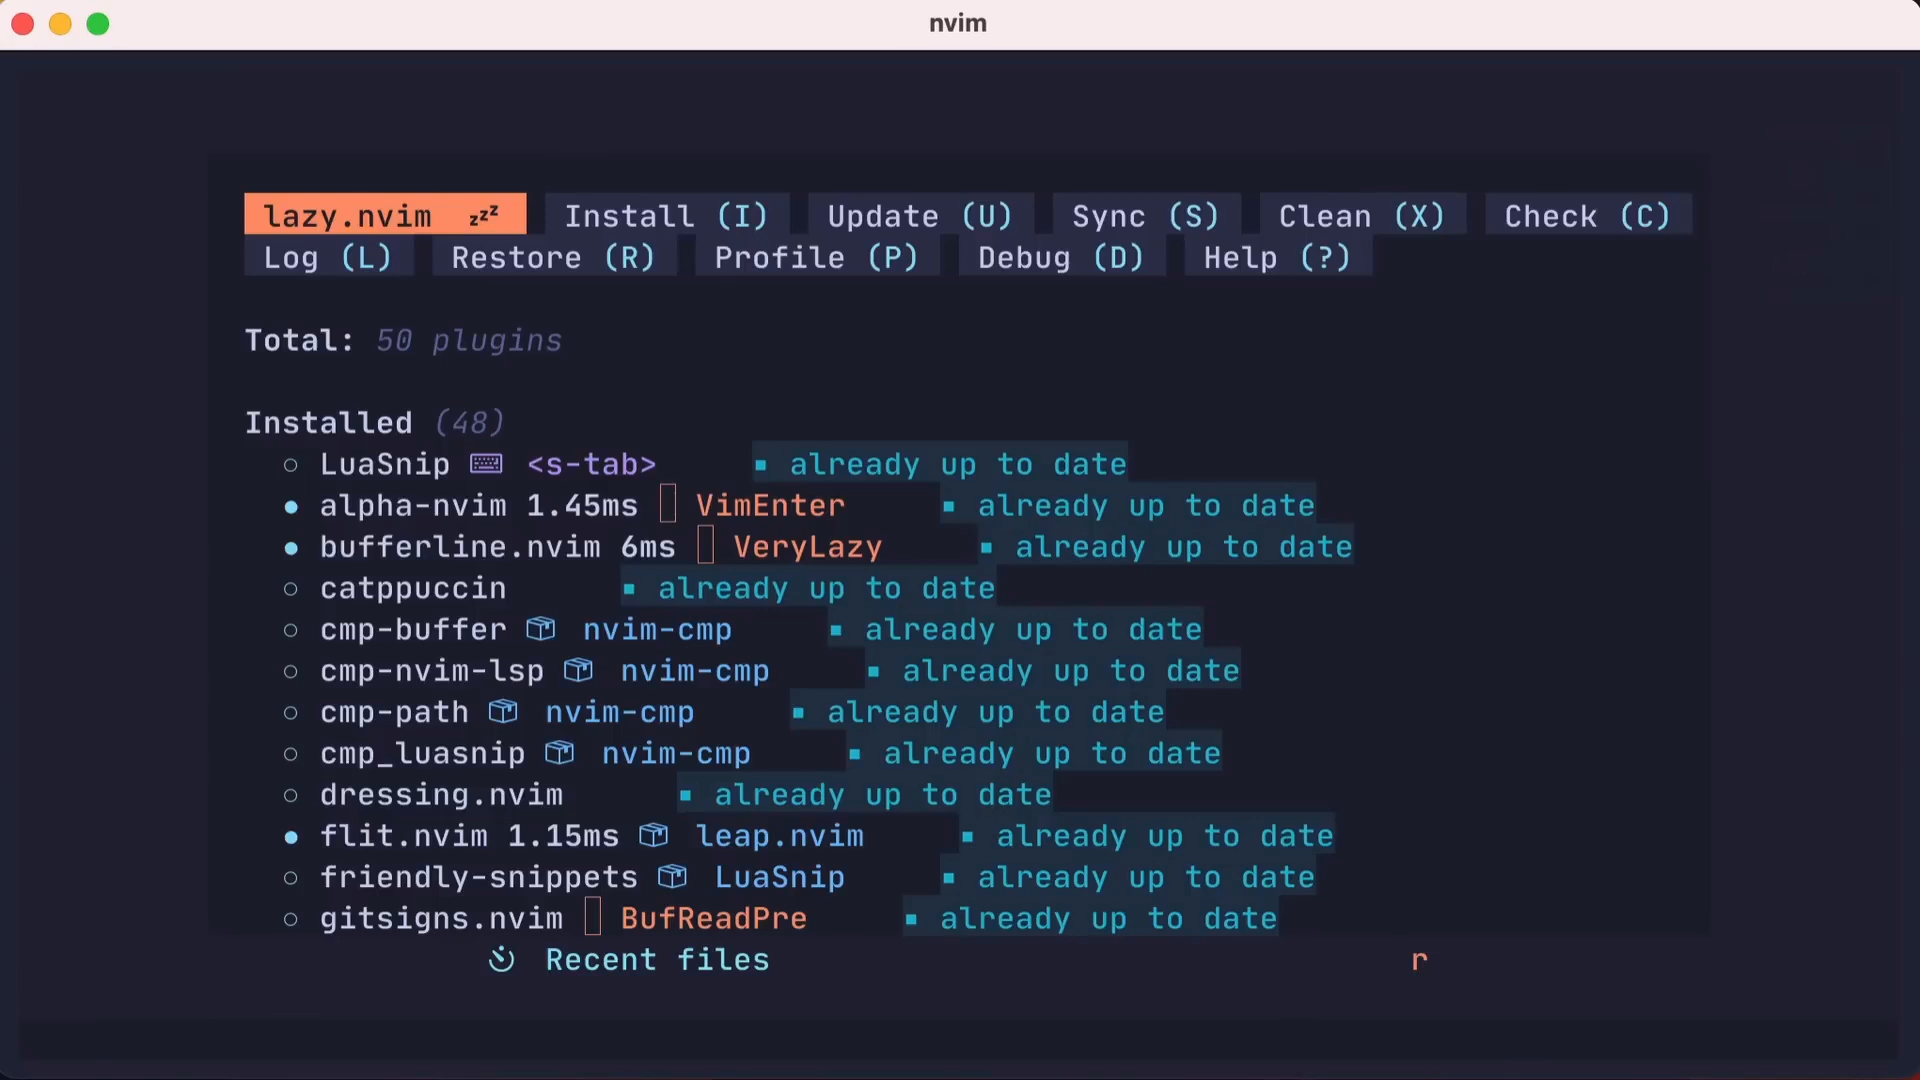 nvim
lazy.nvim zzz Install (I) Update (U) Sync (S) Clean (X) Check (C)
Log (L) Restore (R) Profile (P) Debug (D) Help (?)
Total: 50 plugins
Installed (48)
○ LuaSnip <s-tab> ▪ already up to date
● alpha-nvim 1.45ms VimEnter ▪ already up to date
● bufferline.nvim 6ms VeryLazy ▪ already up to date
○ catppuccin ▪ already up to date
○ cmp-buffer nvim-cmp ▪ already up to date
○ cmp-nvim-lsp nvim-cmp ▪ already up to date
○ cmp-path nvim-cmp ▪ already up to date
○ cmp_luasnip nvim-cmp ▪ already up to date
○ dressing.nvim ▪ already up to date
● flit.nvim 1.15ms leap.nvim ▪ already up to date
○ friendly-snippets LuaSnip ▪ already up to date
○ gitsigns.nvim BufReadPre ▪ already up to date
Recent files r